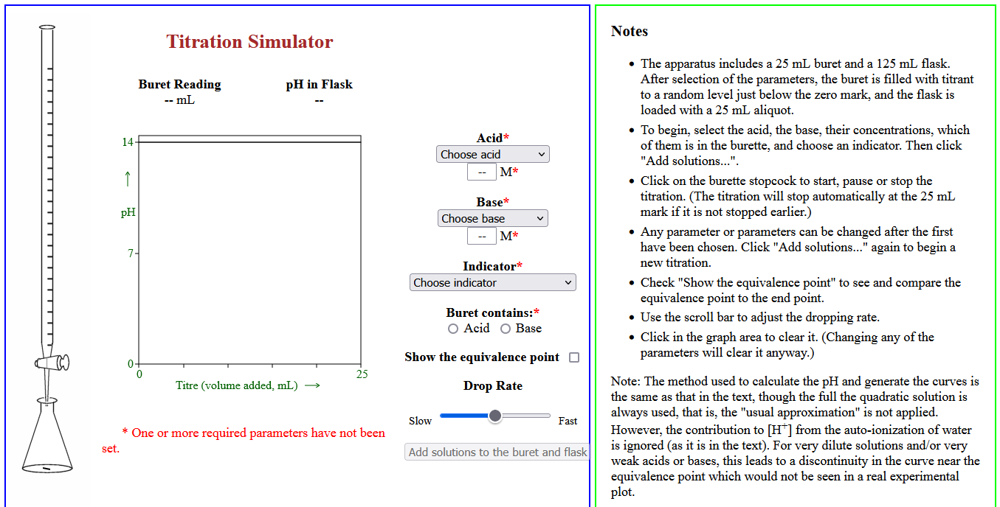 Titration Simulator
Buret Reading
-- mL
pH in Flask
--
14
↑
pH
7
0
0
25
Titre (volume added, mL) →
* One or more required parameters have not been
set.
Acid*
Choose acid
-- M*
Base*
Choose base
-- M*
Indicator*
Choose indicator
Buret contains:*
Acid Base
Show the equivalence point
Drop Rate
Slow Fast
Add solutions to the buret and flask
Notes
• The apparatus includes a 25 mL buret and a 125 mL flask.
After selection of the parameters, the buret is filled with titrant
to a random level just below the zero mark, and the flask is
loaded with a 25 mL aliquot.
• To begin, select the acid, the base, their concentrations, which
of them is in the burette, and choose an indicator. Then click
"Add solutions...".
• Click on the burette stopcock to start, pause or stop the
titration. (The titration will stop automatically at the 25 mL
mark if it is not stopped earlier.)
• Any parameter or parameters can be changed after the first
have been chosen. Click "Add solutions..." again to begin a
new titration.
• Check "Show the equivalence point" to see and compare the
equivalence point to the end point.
• Use the scroll bar to adjust the dropping rate.
• Click in the graph area to clear it. (Changing any of the
parameters will clear it anyway.)
Note: The method used to calculate the pH and generate the curves is
the same as that in the text, though the full the quadratic solution is
always used, that is, the "usual approximation" is not applied.
However, the contribution to [H⁺] from the auto-ionization of water
is ignored (as it is in the text). For very dilute solutions and/or very
weak acids or bases, this leads to a discontinuity in the curve near the
equivalence point which would not be seen in a real experimental
plot.